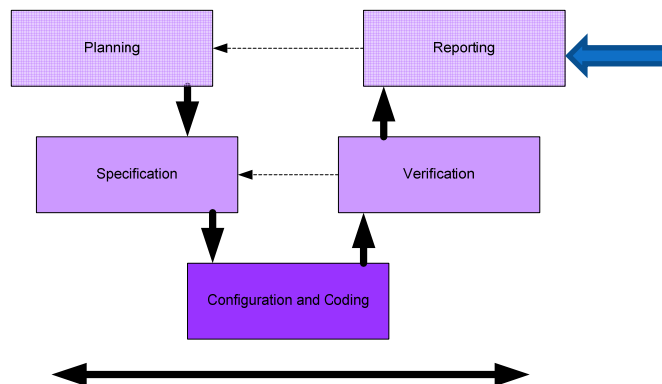 Planning
Reporting
Specification
Verification
Configuration and Coding